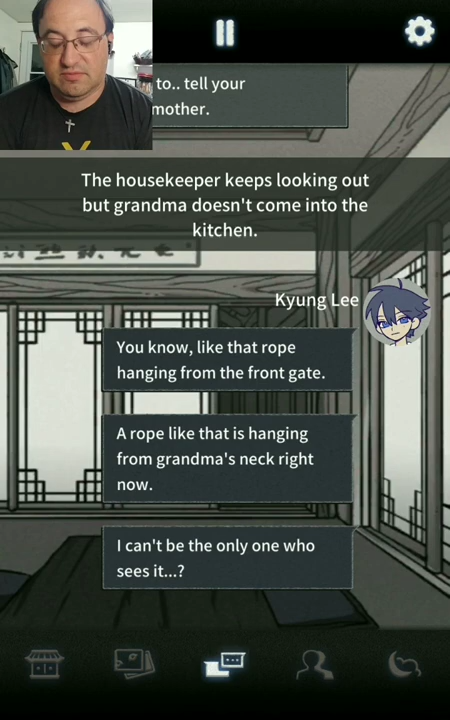 to.. tell your
mother.
The housekeeper keeps looking out
but grandma doesn't come into the
kitchen.
Kyung Lee
You know, like that rope
hanging from the front gate.
A rope like that is hanging
from grandma's neck right
now.
I can't be the only one who
sees it...?